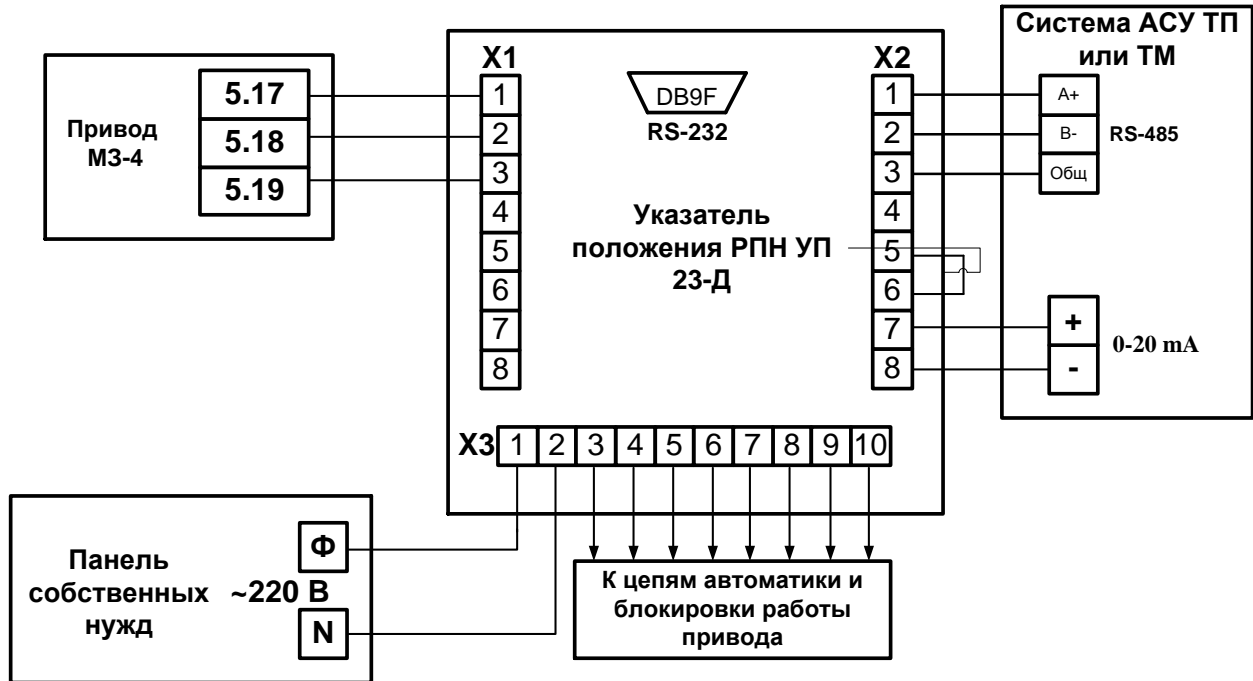 Привод
МЗ-4
5.17
5.18
5.19
X1
1
2
3
4
5
6
7
8
DB9F
RS-232
Указатель
положения РПН УП
23-Д
X2
1
2
3
4
5
6
7
8
Система АСУ ТП
или ТМ
A+
B-
Общ
RS-485
+
-
0-20 mA
X3 1 2 3 4 5 6 7 8 9 10
Панель
собственных
нужд
~220 В
Ф
N
К цепям автоматики и
блокировки работы
привода